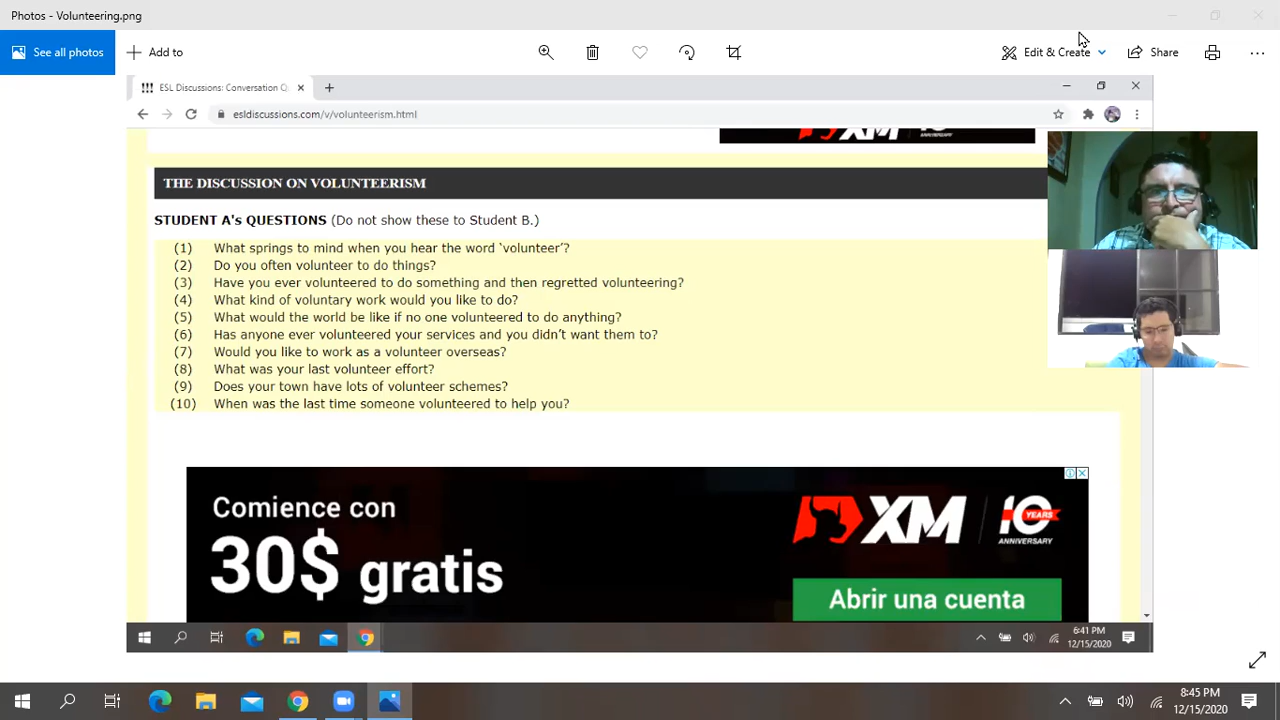 Photos - Volunteering.png
See all photos
Add to
Edit & Create
Share
ESL Discussions: Conversation Q
esldiscussions.com/v/volunteerism.html
XM
THE DISCUSSION ON VOLUNTEERISM
STUDENT A's QUESTIONS (Do not show these to Student B.)
(1) What springs to mind when you hear the word ‘volunteer’?
(2) Do you often volunteer to do things?
(3) Have you ever volunteered to do something and then regretted volunteering?
(4) What kind of voluntary work would you like to do?
(5) What would the world be like if no one volunteered to do anything?
(6) Has anyone ever volunteered your services and you didn’t want them to?
(7) Would you like to work as a volunteer overseas?
(8) What was your last volunteer effort?
(9) Does your town have lots of volunteer schemes?
(10) When was the last time someone volunteered to help you?
Comience con
30$ gratis
XM
10 YEARS
ANNIVERSARY
Abrir una cuenta
6:41 PM
12/15/2020
8:45 PM
12/15/2020